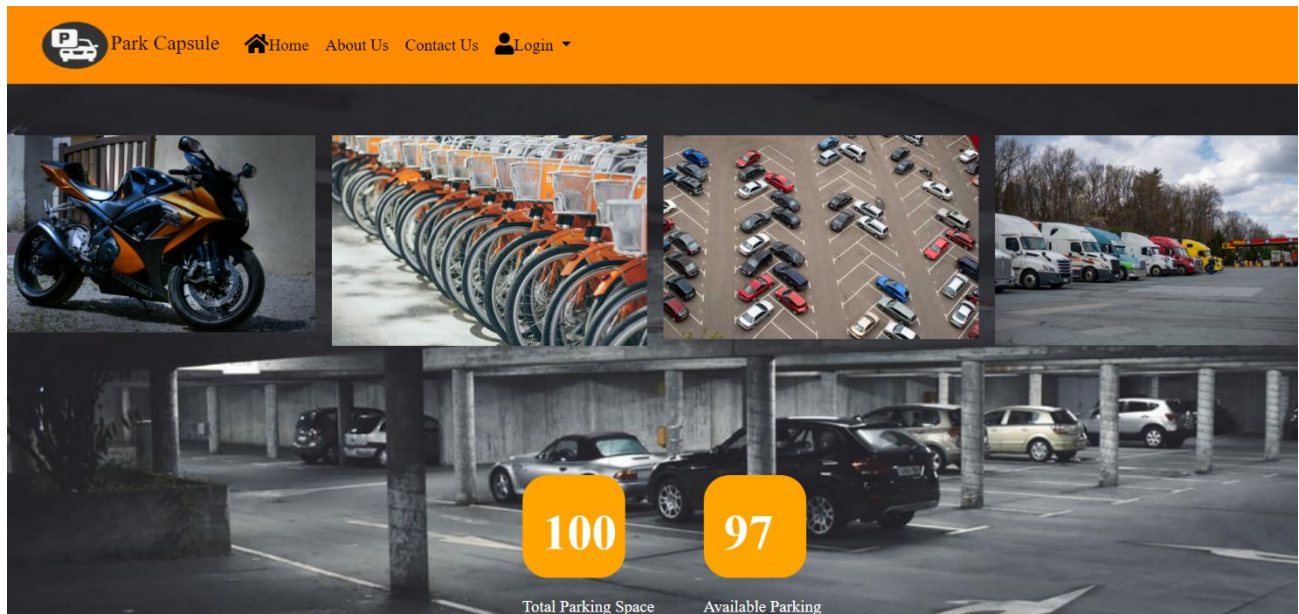 P
Park Capsule
Home
About Us
Contact Us
Login
100
97
Total Parking Space
Available Parking